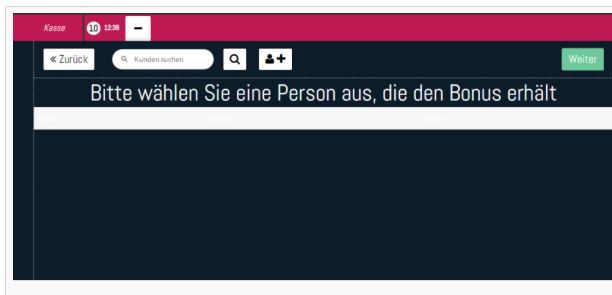 Kasse 10 12:39
« Zurück Kunden suchen Weiter
Bitte wählen Sie eine Person aus, die den Bonus erhält